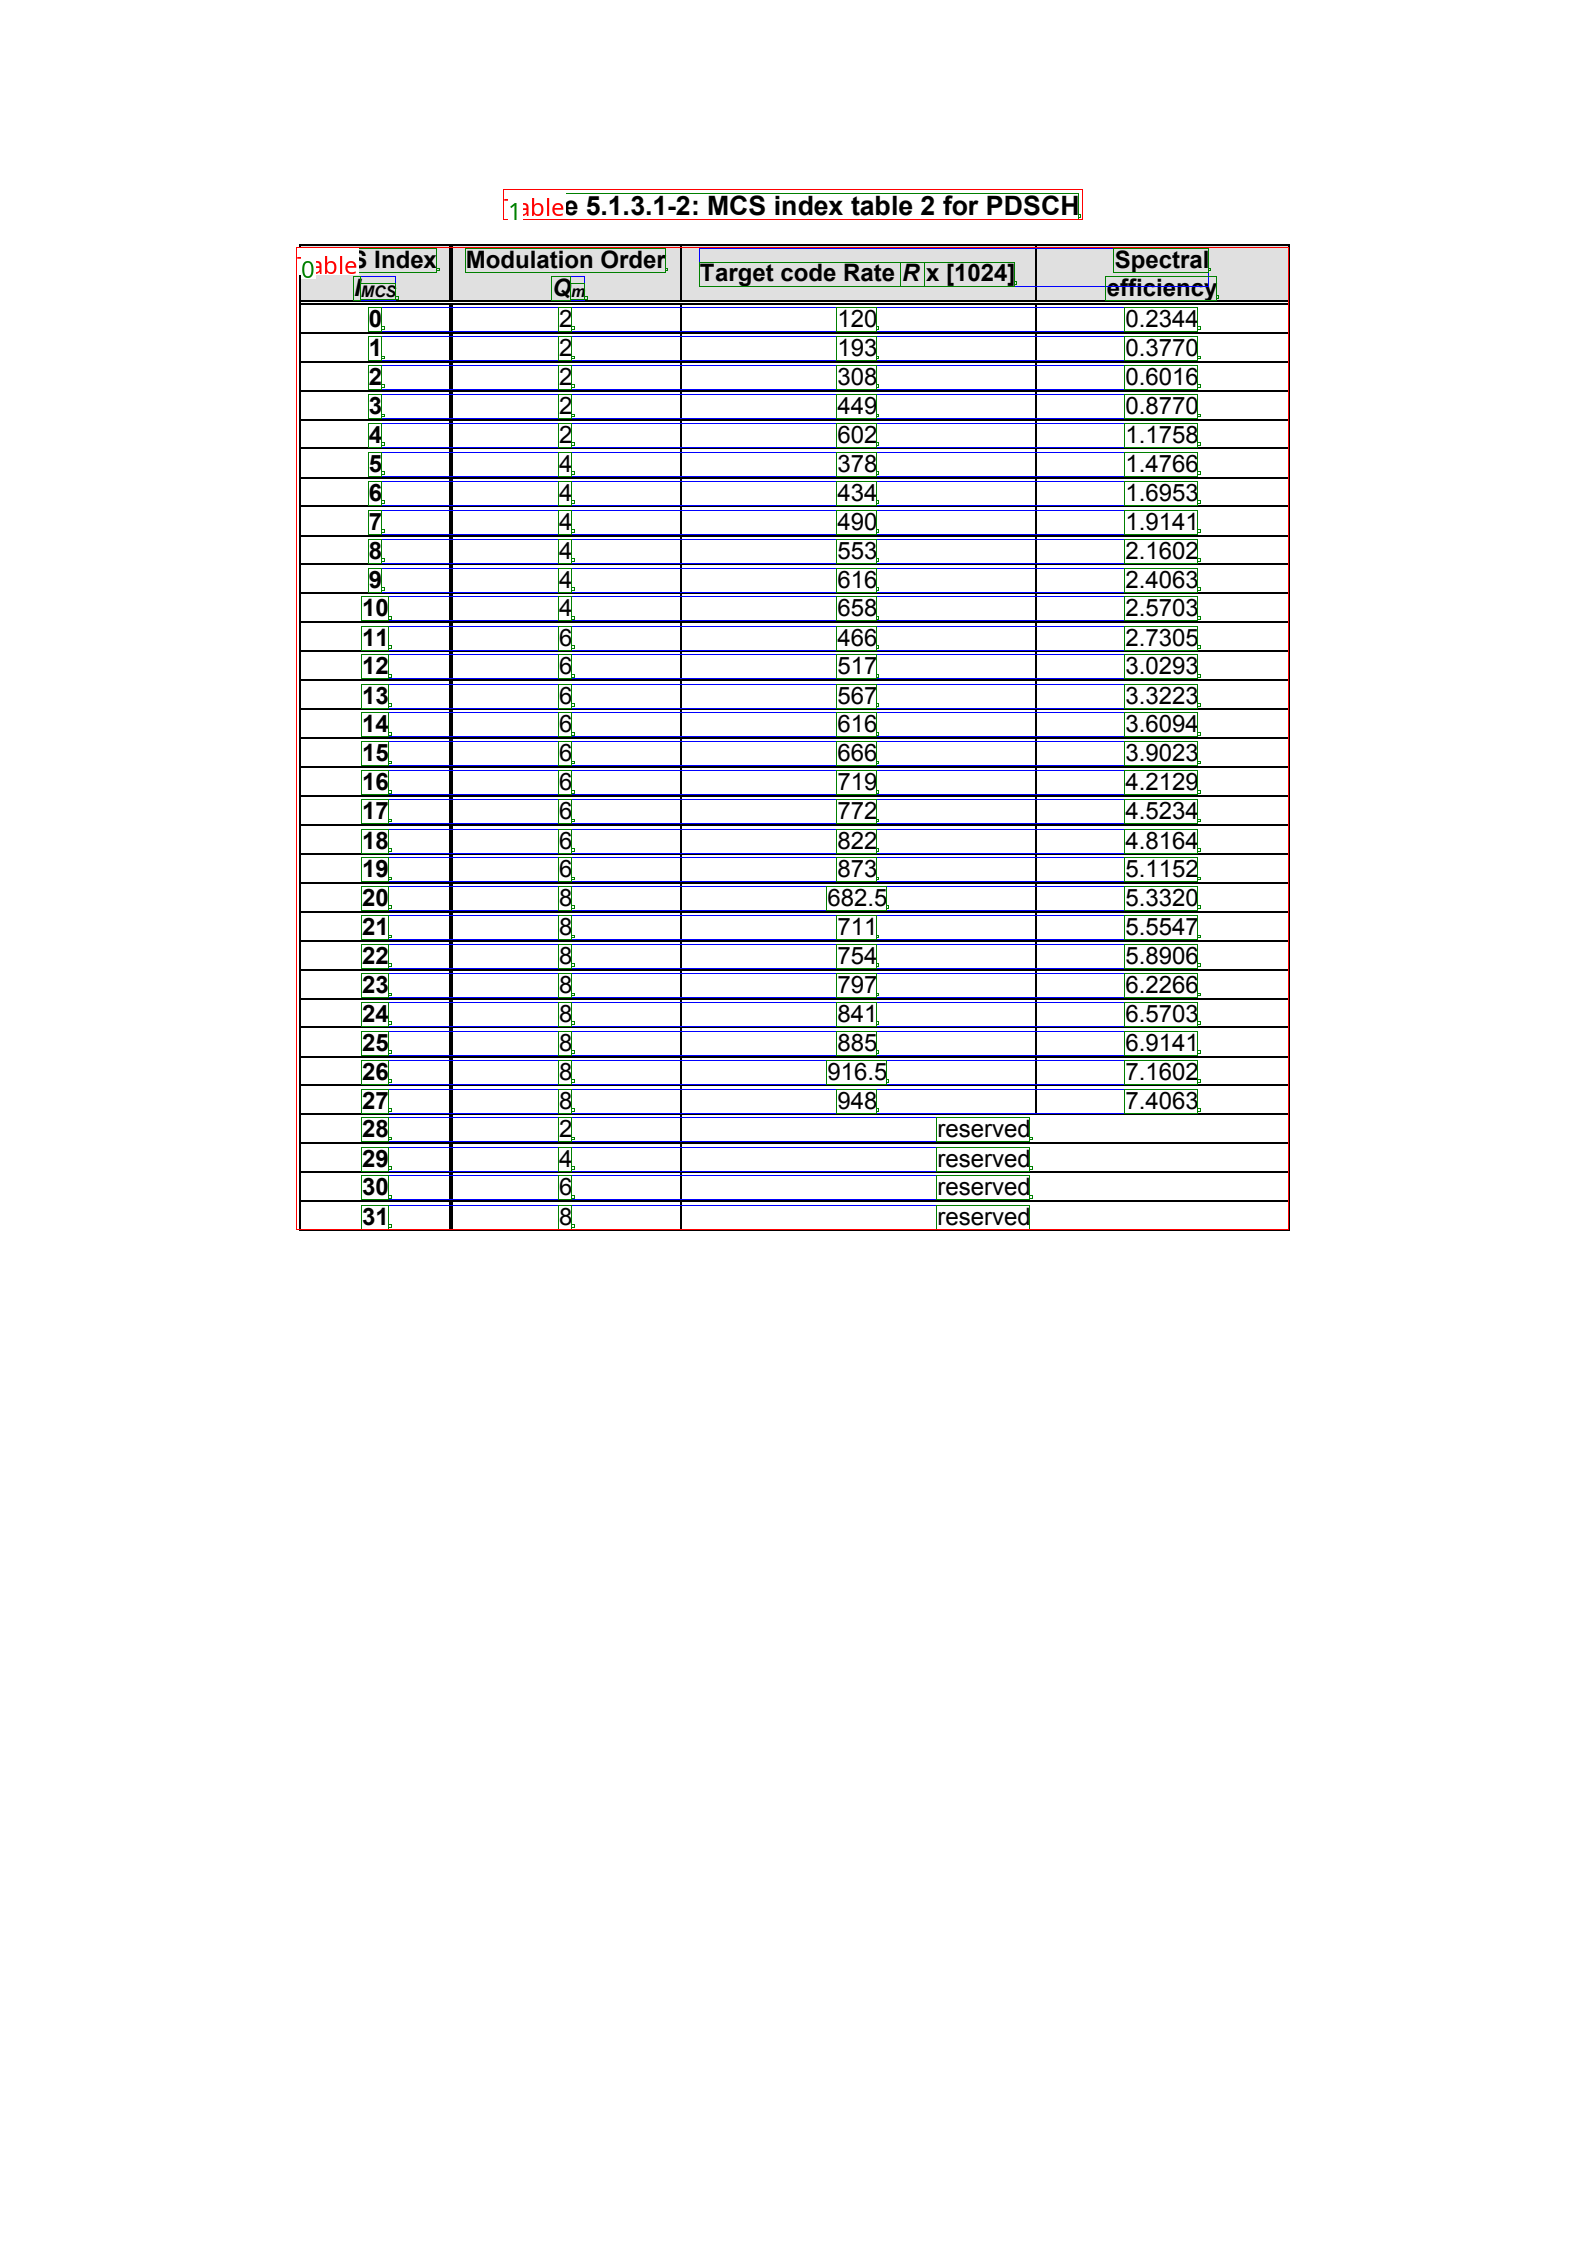 Table 1 e 5.1.3.1-2: MCS index table 2 for PDSCH
Table 0 S Index Modulation Order Target code Rate R x [1024] Spectral
IMCS Qm efficiency
0 2 120 0.2344
1 2 193 0.3770
2 2 308 0.6016
3 2 449 0.8770
4 2 602 1.1758
5 4 378 1.4766
6 4 434 1.6953
7 4 490 1.9141
8 4 553 2.1602
9 4 616 2.4063
10 4 658 2.5703
11 6 466 2.7305
12 6 517 3.0293
13 6 567 3.3223
14 6 616 3.6094
15 6 666 3.9023
16 6 719 4.2129
17 6 772 4.5234
18 6 822 4.8164
19 6 873 5.1152
20 8 682.5 5.3320
21 8 711 5.5547
22 8 754 5.8906
23 8 797 6.2266
24 8 841 6.5703
25 8 885 6.9141
26 8 916.5 7.1602
27 8 948 7.4063
28 2 reserved
29 4 reserved
30 6 reserved
31 8 reserved